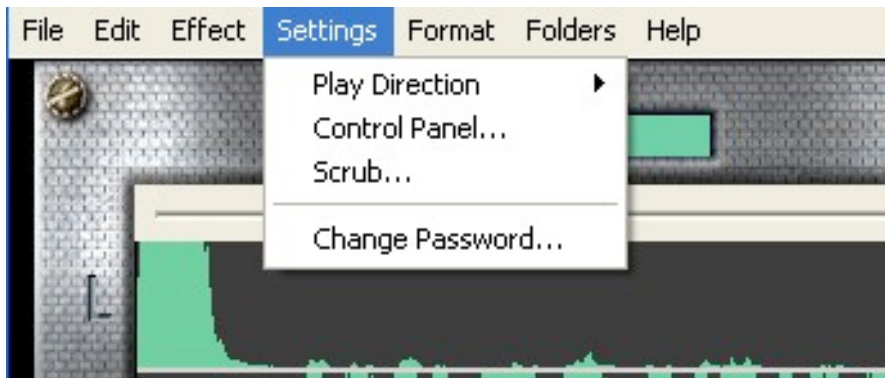 File Edit Effect Settings Format Folders Help
Play Direction
Control Panel...
Scrub...
Change Password...
L